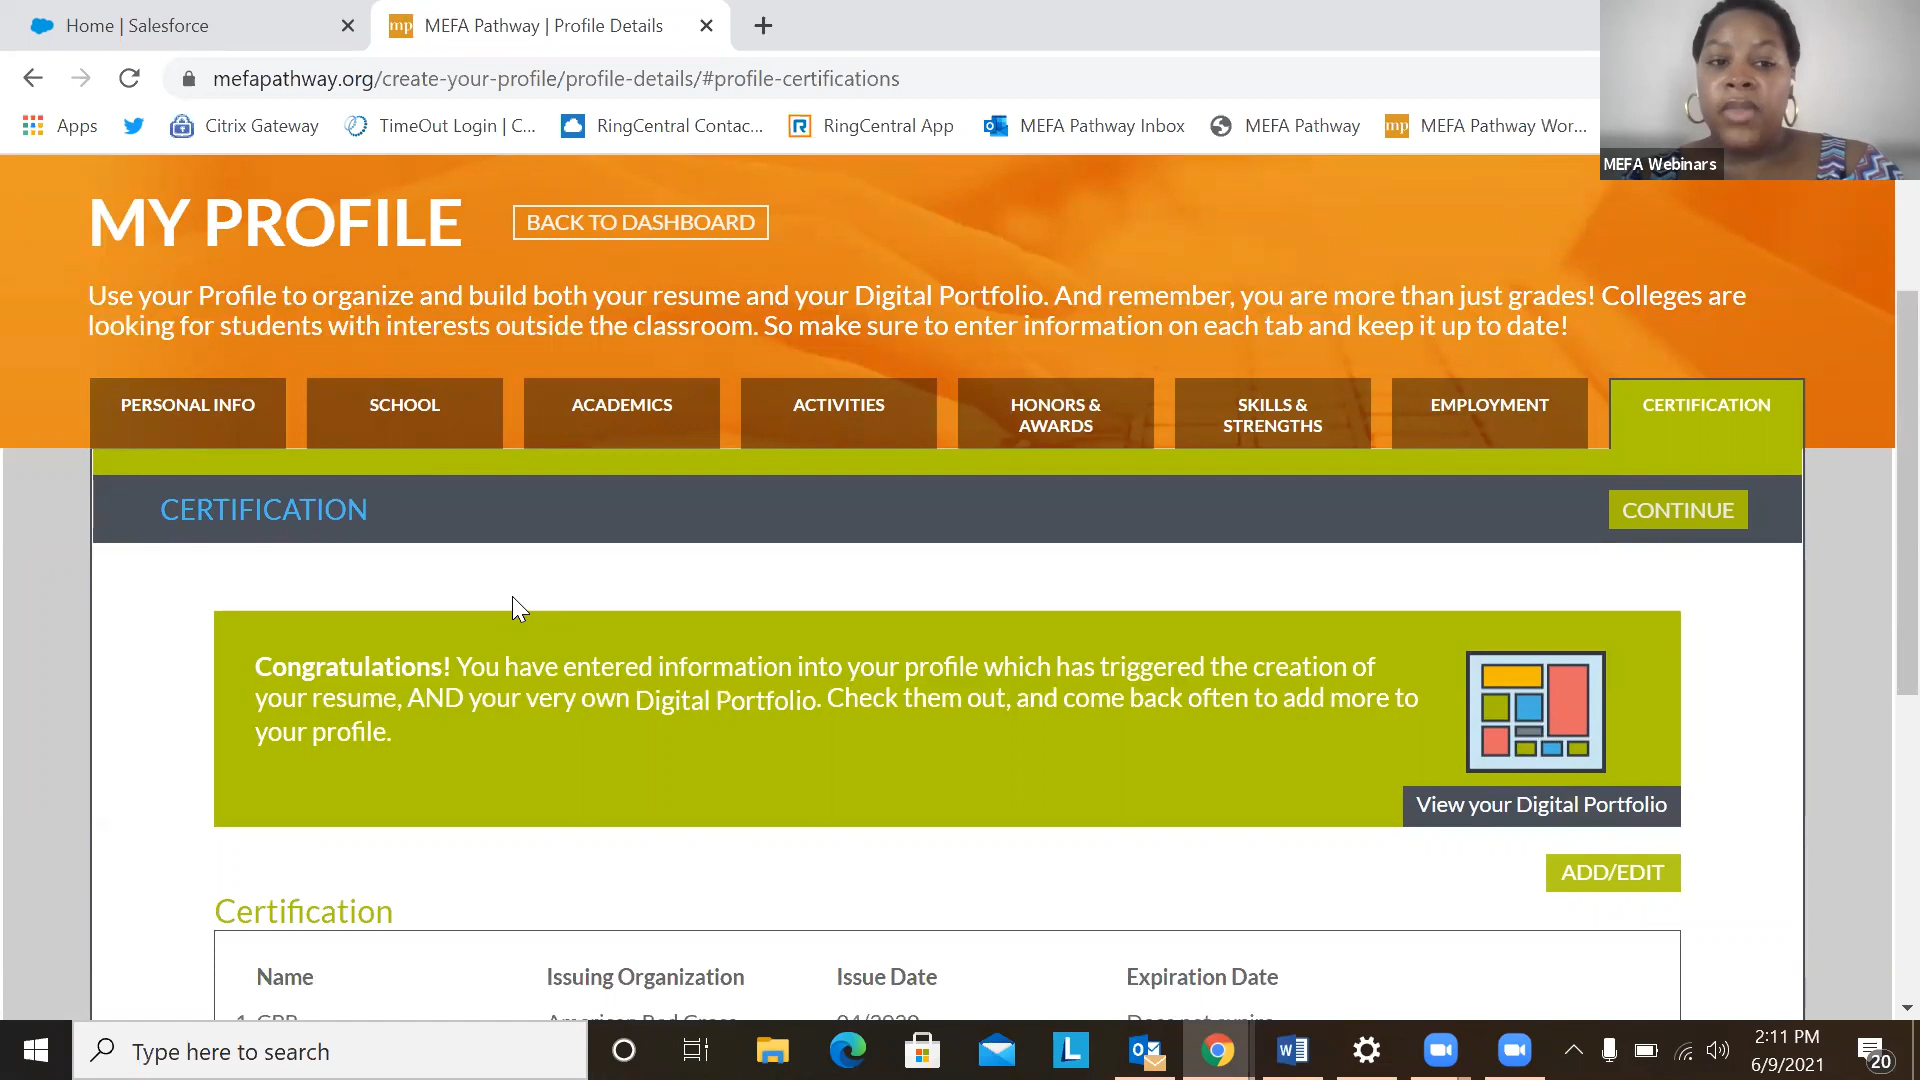 Home | Salesforce
mp MEFA Pathway | Profile Details
mefapathway.org/create-your-profile/profile-details/#profile-certifications
Apps
Citrix Gateway
TimeOut Login | C...
RingCentral Contac...
R RingCentral App
MEFA Pathway Inbox
MEFA Pathway
mp MEFA Pathway Wor...
MEFA Webinars
MY PROFILE
BACK TO DASHBOARD
Use your Profile to organize and build both your resume and your Digital Portfolio. And remember, you are more than just grades! Colleges are
looking for students with interests outside the classroom. So make sure to enter information on each tab and keep it up to date!
PERSONAL INFO
SCHOOL
ACADEMICS
ACTIVITIES
HONORS &
AWARDS
SKILLS &
STRENGTHS
EMPLOYMENT
CERTIFICATION
CERTIFICATION
CONTINUE
Congratulations! You have entered information into your profile which has triggered the creation of
your resume, AND your very own Digital Portfolio. Check them out, and come back often to add more to
your profile.
View your Digital Portfolio
ADD/EDIT
Certification
Name
Issuing Organization
Issue Date
Expiration Date
Type here to search
L
2:11 PM
6/9/2021
20